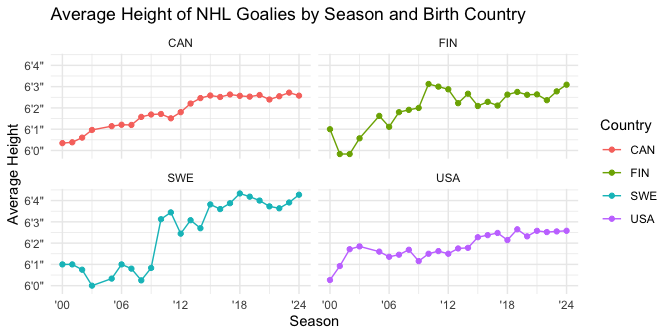 Average Height of NHL Goalies by Season and Birth Country
CAN
FIN
6'4"
6'3"
6'2"
6'1"
6'0"
SWE
USA
6'4"
6'3"
6'2"
6'1"
6'0"
'00 '06 '12 '18 '24
'00 '06 '12 '18 '24
Season
Average Height
Country
CAN
FIN
SWE
USA